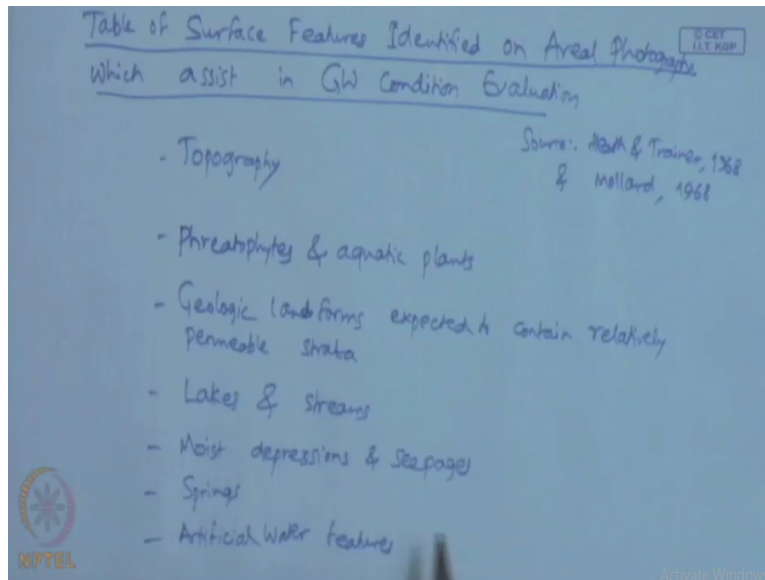 Table of Surface Features Identified on Areal Photographs
© CET
I.I.T. KGP
which assist in GW Condition Evaluation
Source:. Heath & Trainer, 1968
& Mollard, 1968
- Topography
- Phreatophytes & aquatic plants
- Geologic landforms expected to contain relatively
permeable strata
- Lakes & streams
- Moist depressions & seepages
- Springs
- Artificial Water features
NPTEL
Activate Window